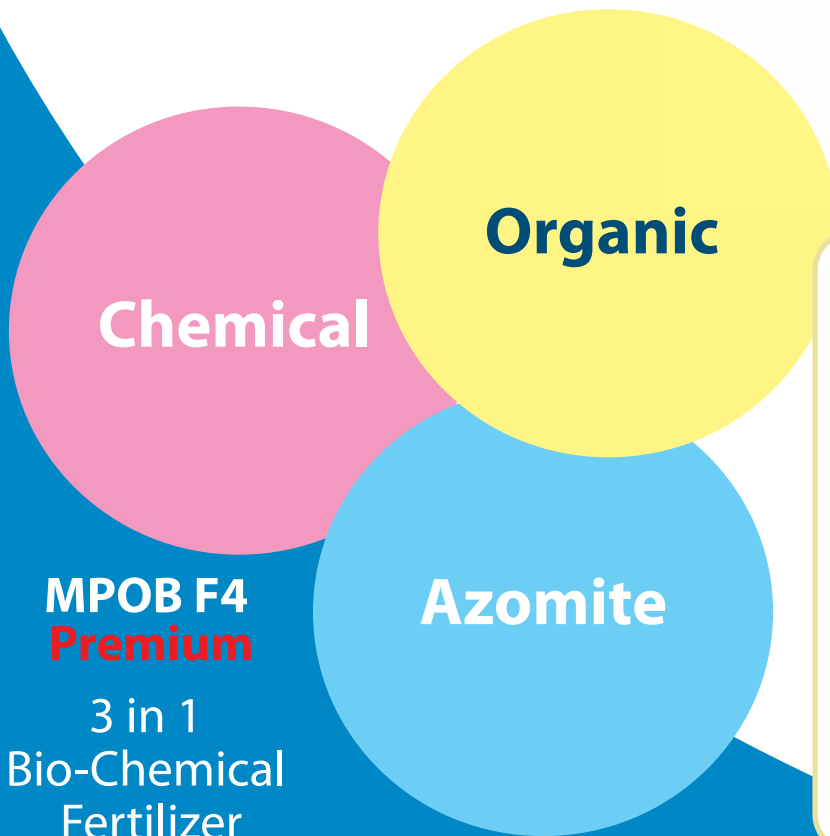 Organic
Chemical
Azomite
MPOB F4
Premium
3 in 1
Bio-Chemical
Fertilizer